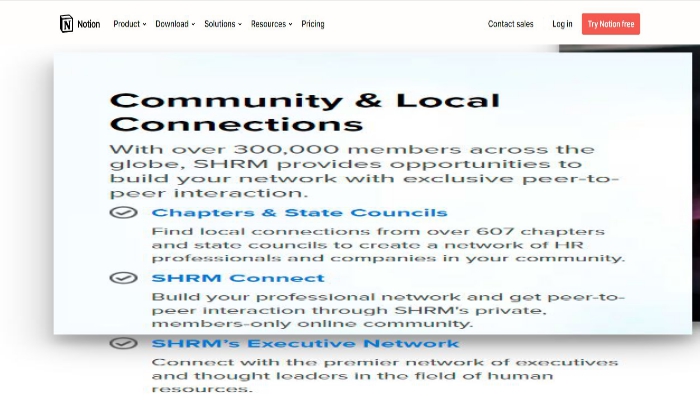 Notion Product Download Solutions Resources Pricing Contact sales Log in Try Notion free
Community & Local
Connections
With over 300,000 members across the
globe, SHRM provides opportunities to
build your network with exclusive peer-to-
peer interaction.
Chapters & State Councils
Find local connections from over 607 chapters
and state councils to create a network of HR
professionals and companies in your community.
SHRM Connect
Build your professional network and get peer-to-
peer interaction through SHRM's private,
members-only online community.
SHRM's Executive Network
Connect with the premier network of executives
and thought leaders in the field of human
resources.